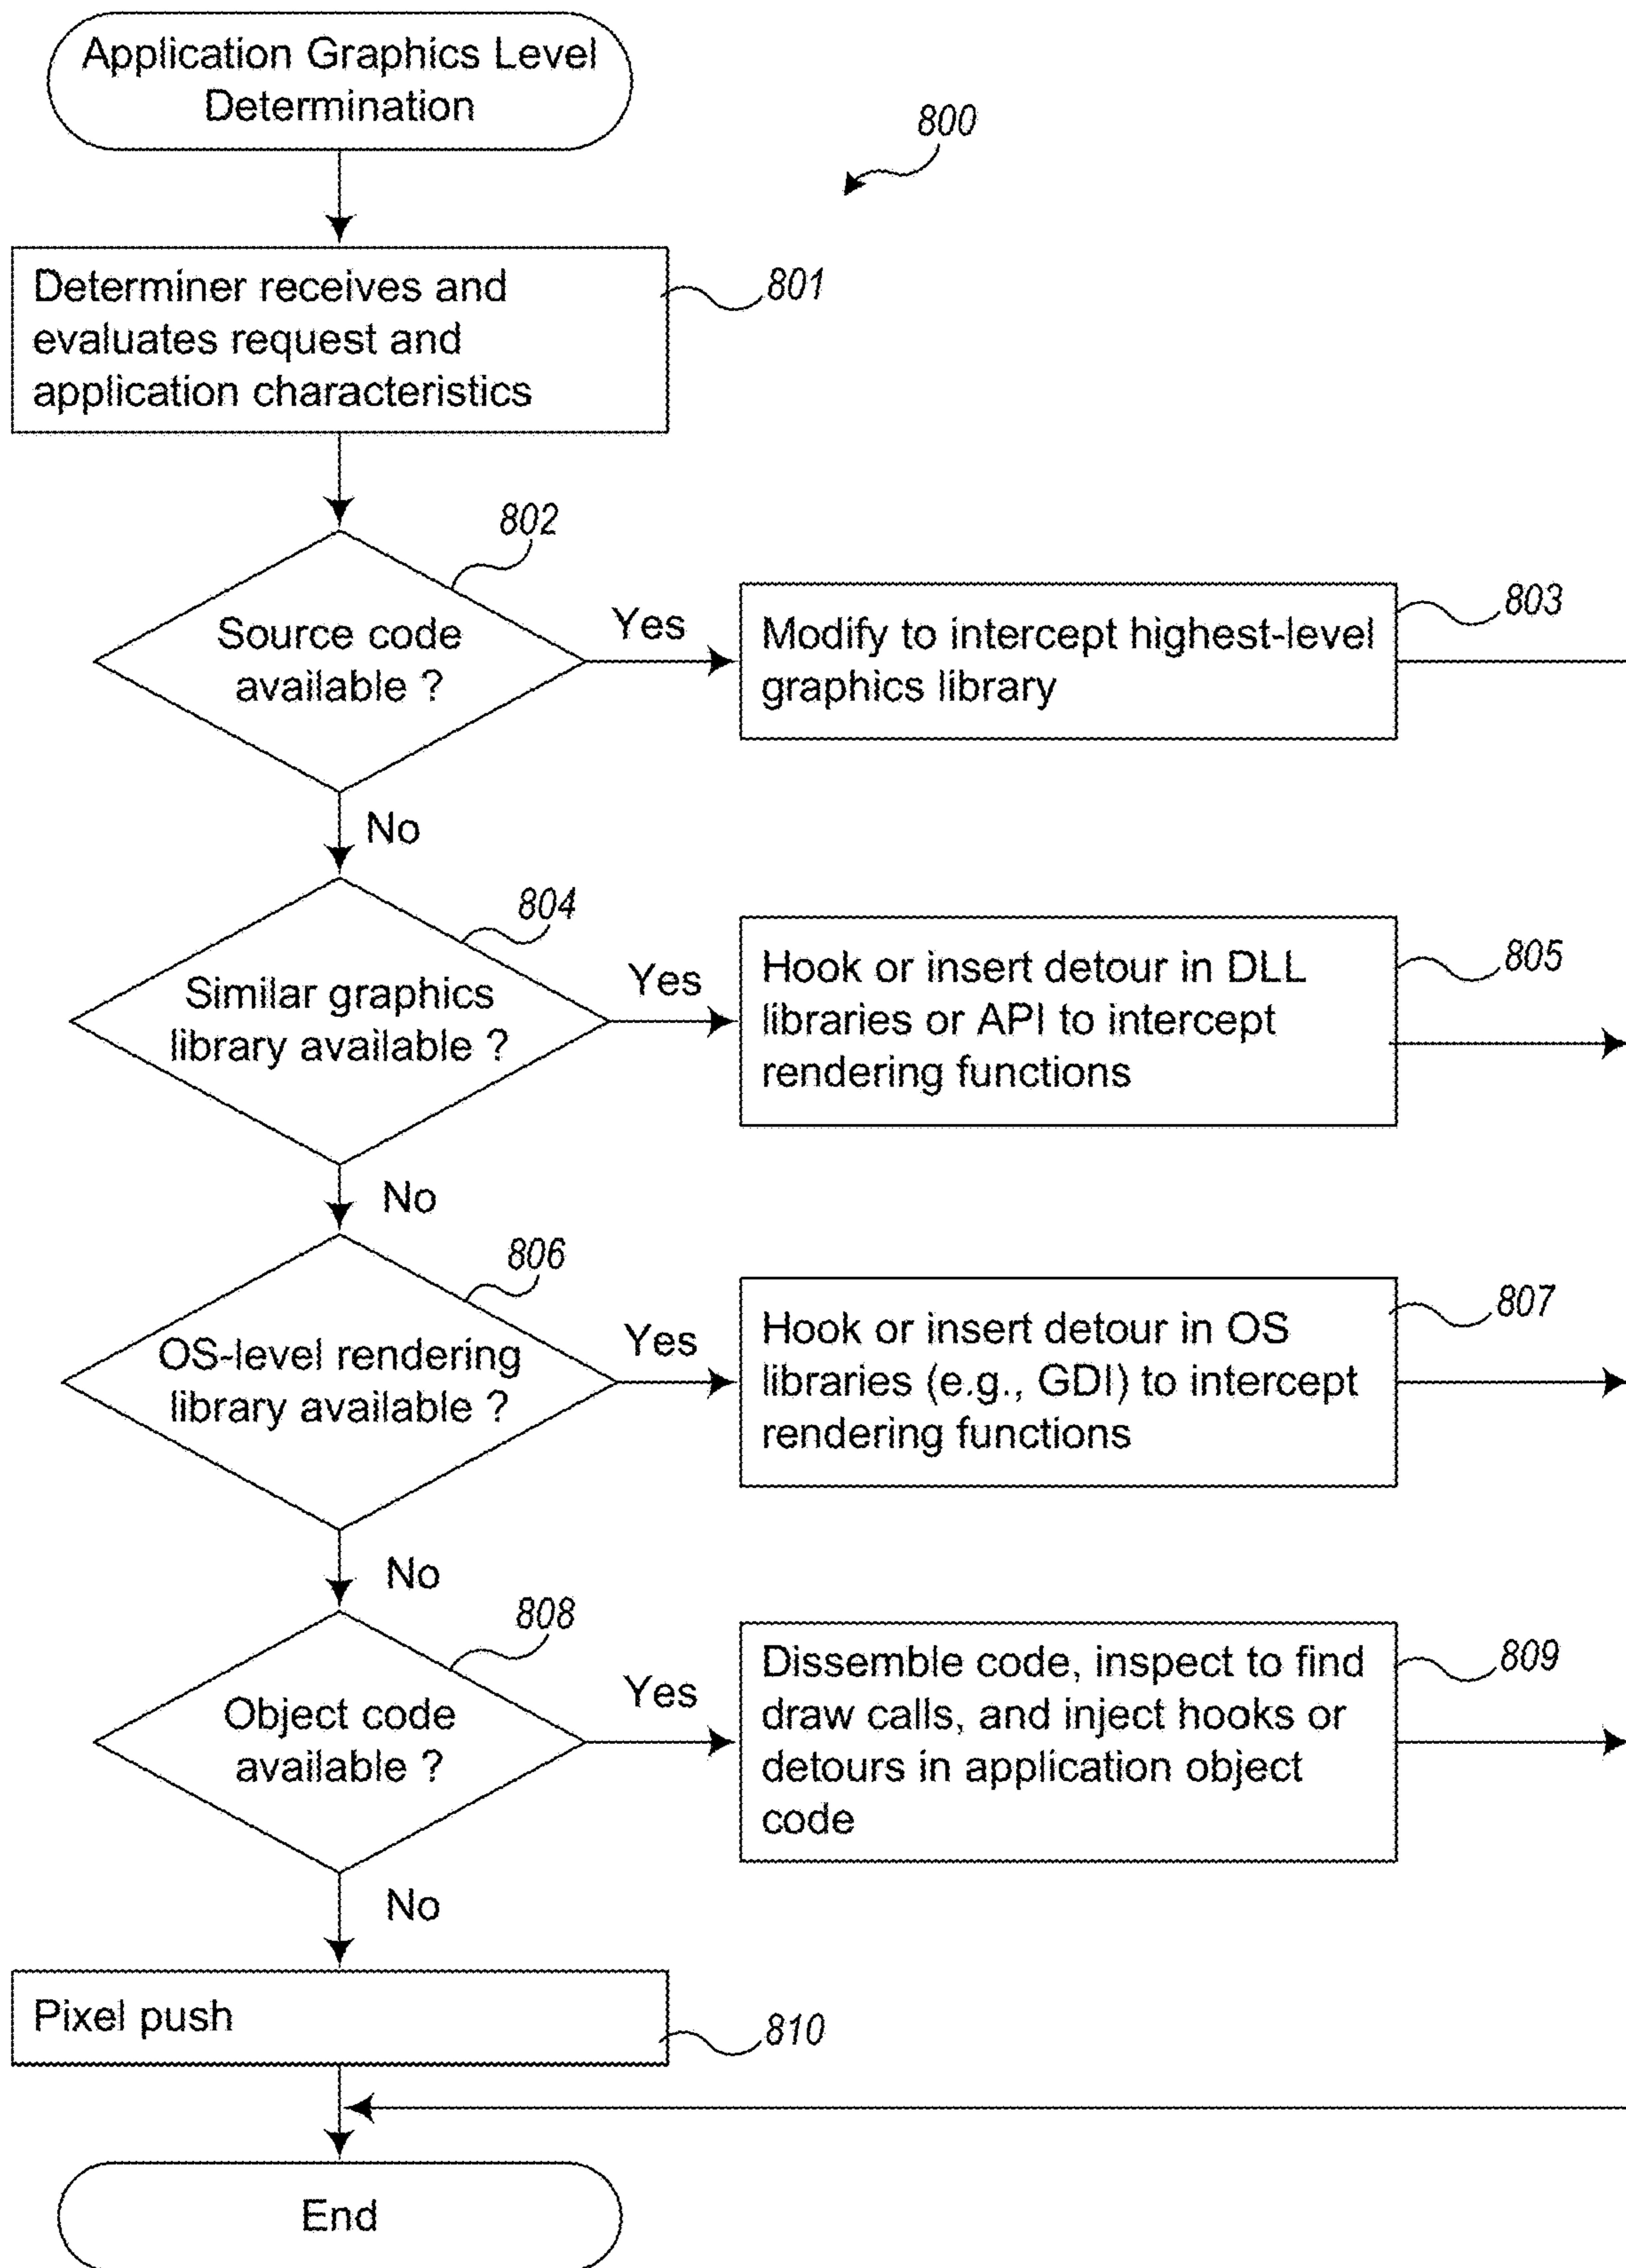 Application Graphics Level
Determination
800
Determiner receives and
evaluates request and
application characteristics
801
802
Source code
available ?
Yes
Modify to intercept highest-level
graphics library
803
No
804
Similar graphics
library available ?
Yes
Hook or insert detour in DLL
libraries or API to intercept
rendering functions
805
No
806
OS-level rendering
library available ?
Yes
Hook or insert detour in OS
libraries (e.g., GDI) to intercept
rendering functions
807
No
808
Object code
available ?
Yes
Dissemble code, inspect to find
draw calls, and inject hooks or
detours in application object
code
809
No
Pixel push
810
End